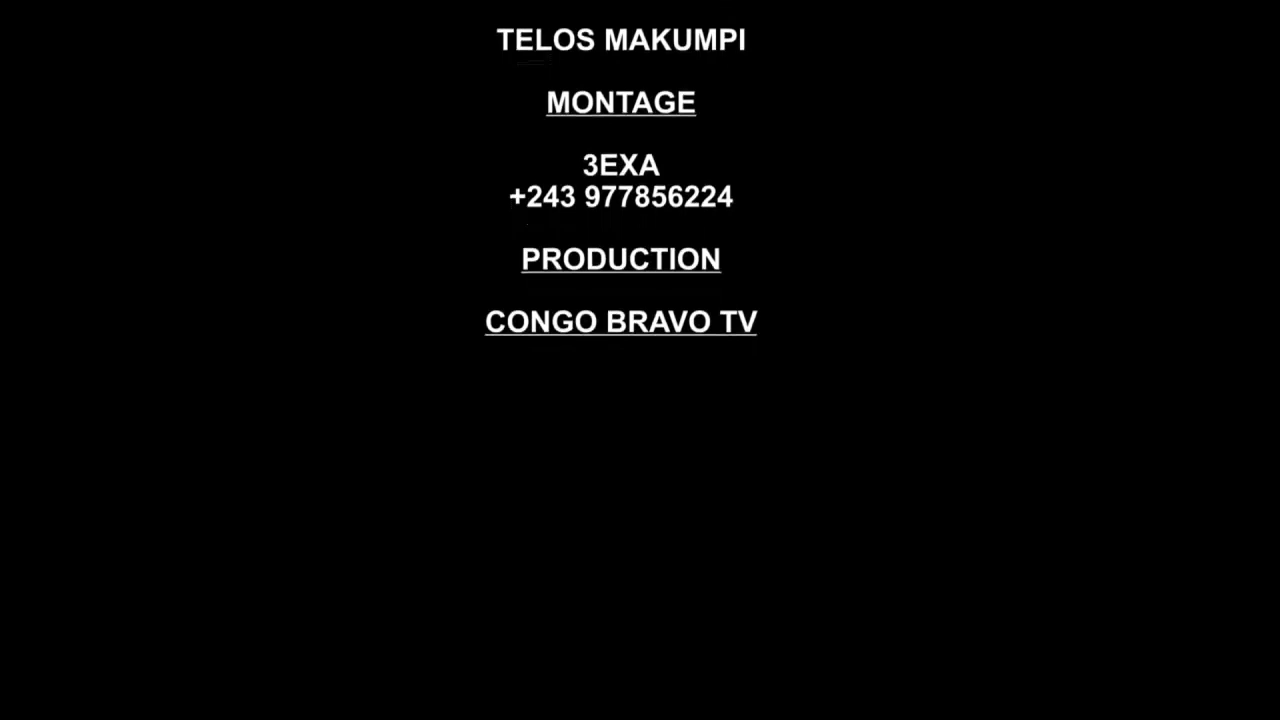 TELOS MAKUMPI
MONTAGE
3EXA
+243 977856224
PRODUCTION
CONGO BRAVO TV